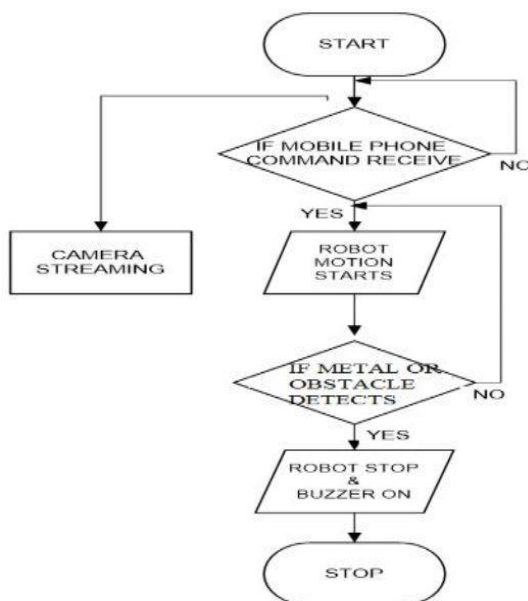 START
IF MOBILE PHONE
COMMAND RECEIVE
NO
YES
CAMERA
STREAMING
ROBOT
MOTION
STARTS
IF METAL OR
OBSTACLE
DETECTS
NO
YES
ROBOT STOP
&
BUZZER ON
STOP